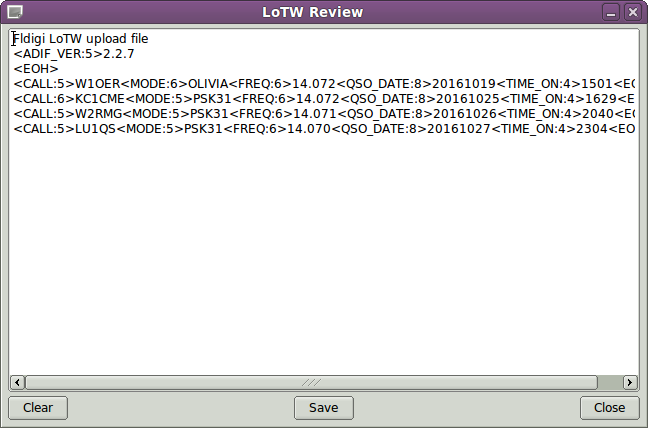 LoTW Review
Fldigi LoTW upload file
<ADIF_VER:5>2.2.7
<EOH>
<CALL:5>W1OER<MODE:6>OLIVIA<FREQ:6>14.072<QSO_DATE:8>20161019<TIME_ON:4>1501<EO
<CALL:6>KC1CME<MODE:5>PSK31<FREQ:6>14.072<QSO_DATE:8>20161025<TIME_ON:4>1629<E
<CALL:5>W2RMG<MODE:5>PSK31<FREQ:6>14.071<QSO_DATE:8>20161026<TIME_ON:4>2040<EO
<CALL:5>LU1QS<MODE:5>PSK31<FREQ:6>14.070<QSO_DATE:8>20161027<TIME_ON:4>2304<EO
Clear
Save
Close